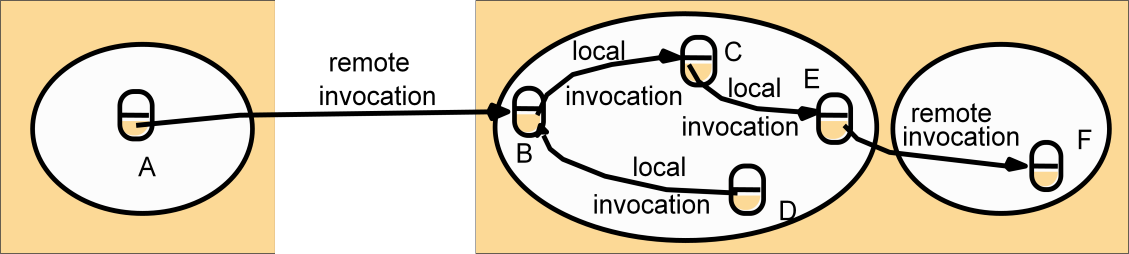 remote
invocation
A
local
invocation
C
local
invocation
E
B
local
invocation
D
remote
invocation
F